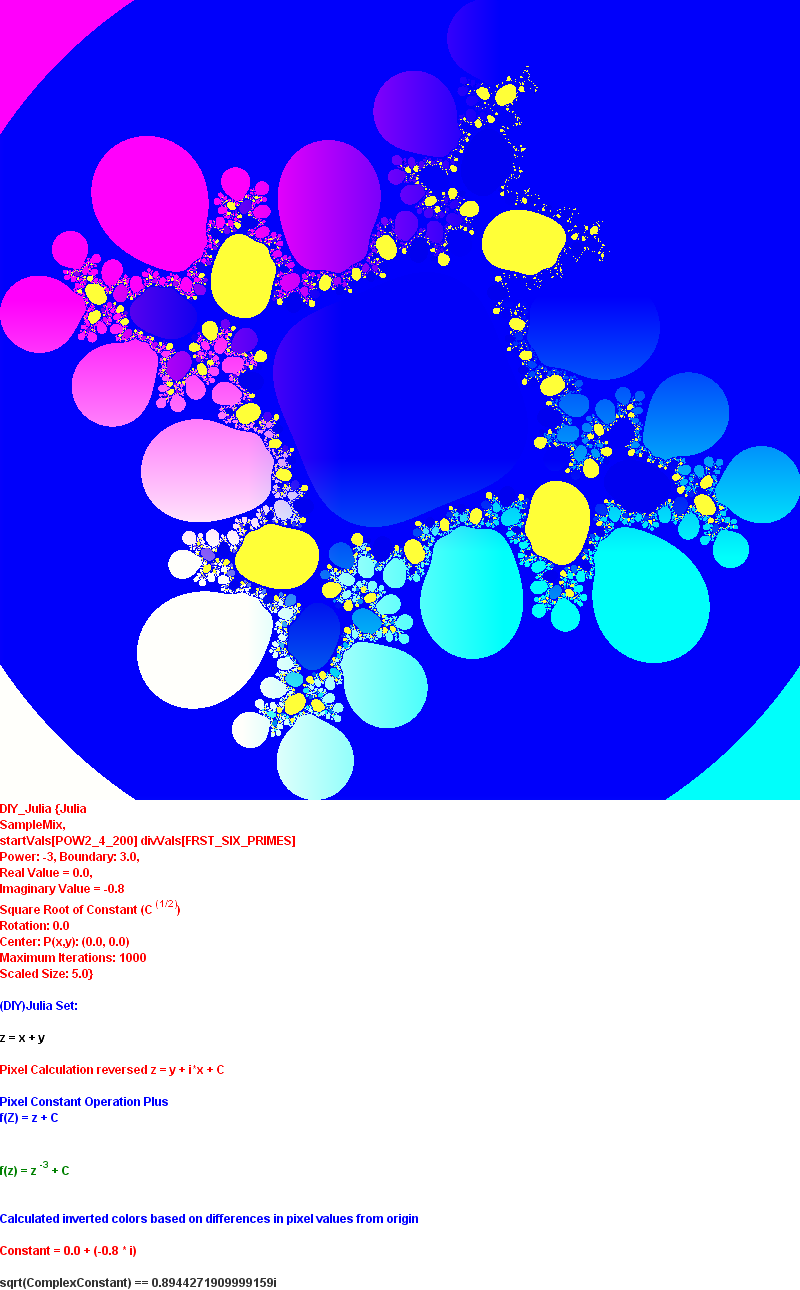 DIY_Julia {Julia
SampleMix,
startVals[POW2_4_200] divVals[FRST_SIX_PRIMES]
Power: -3, Boundary: 3.0,
Real Value = 0.0,
Imaginary Value = -0.8
Square Root of Constant (C (1/2))
Rotation: 0.0
Center: P(x,y): (0.0, 0.0)
Maximum Iterations: 1000
Scaled Size: 5.0}
(DIY)Julia Set:
z = x + y
Pixel Calculation reversed z = y + i*x + C
Pixel Constant Operation Plus
f(Z) = z + C
f(z) = z -3 + C
Calculated inverted colors based on differences in pixel values from origin
Constant = 0.0 + (-0.8 * i)
sqrt(ComplexConstant) == 0.8944271909999159i